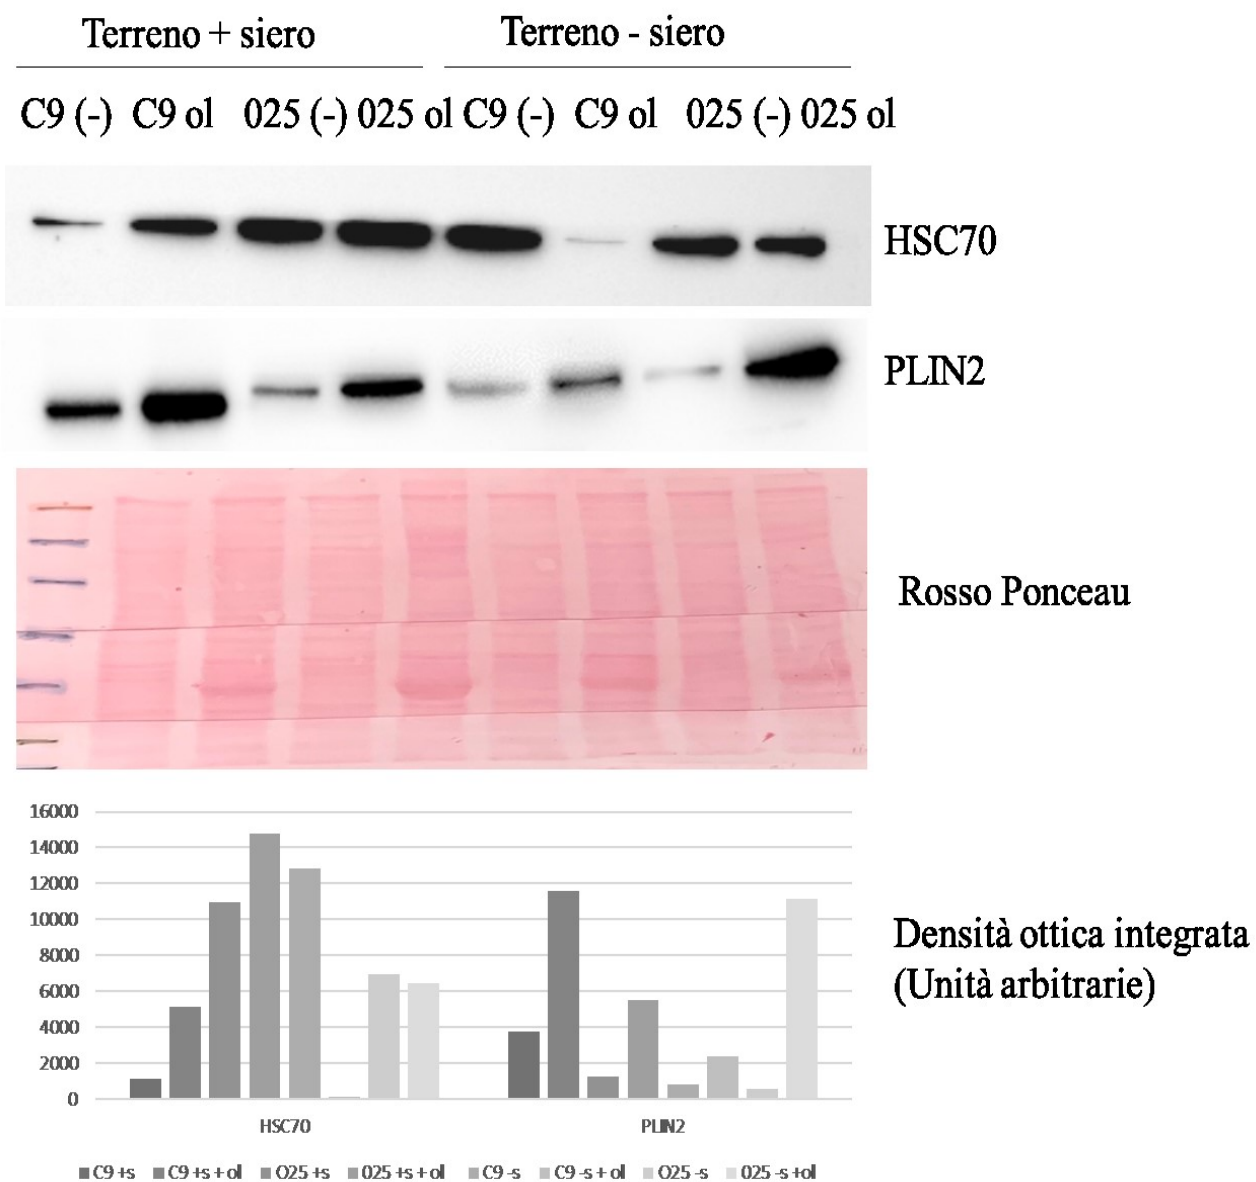 Terreno + siero Terreno - siero
C9 (-) C9 ol 025 (-) 025 ol C9 (-) C9 ol 025 (-) 025 ol
HSC70
PLIN2
Rosso Ponceau
16000
14000
12000
10000
8000
6000
4000
2000
0
HSC70 PLIN2
Densità ottica integrata
(Unità arbitrarie)
C9 +s C9 +s + ol O25 +s 025 +s + ol C9 -s C9 -s + ol O25 -s 025 -s +ol